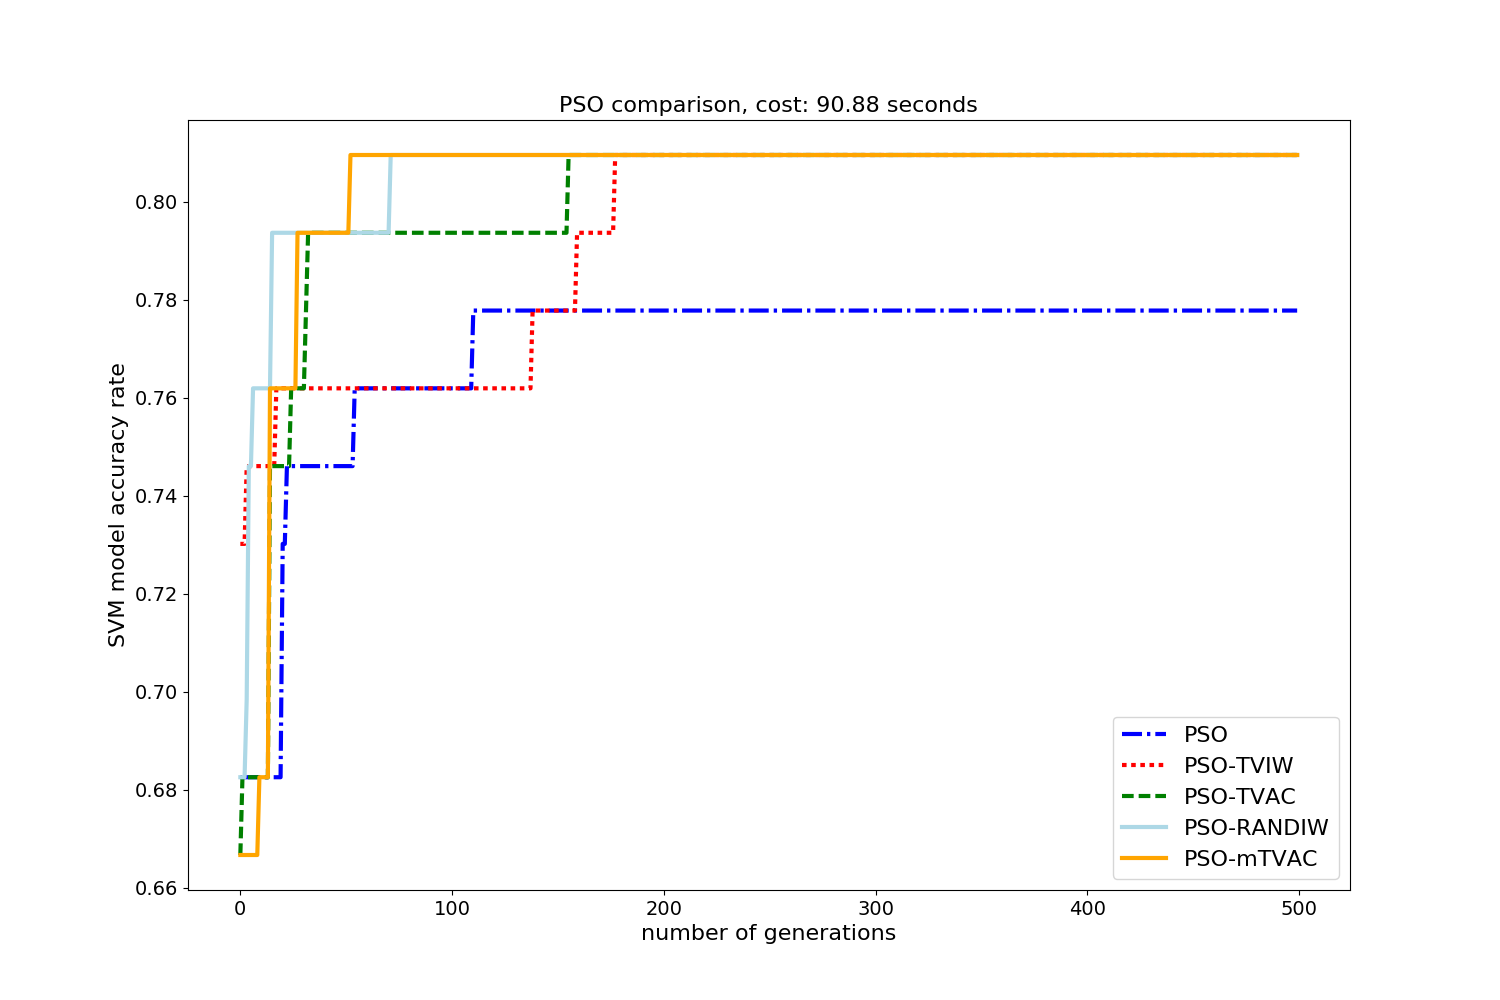 PSO comparison, cost: 90.88 seconds
SVM model accuracy rate
0.80
0.78
0.76
0.74
0.72
0.70
0.68
0.66
0
100
200
300
400
500
number of generations
PSO
PSO-TVIW
PSO-TVAC
PSO-RANDIW
PSO-mTVAC